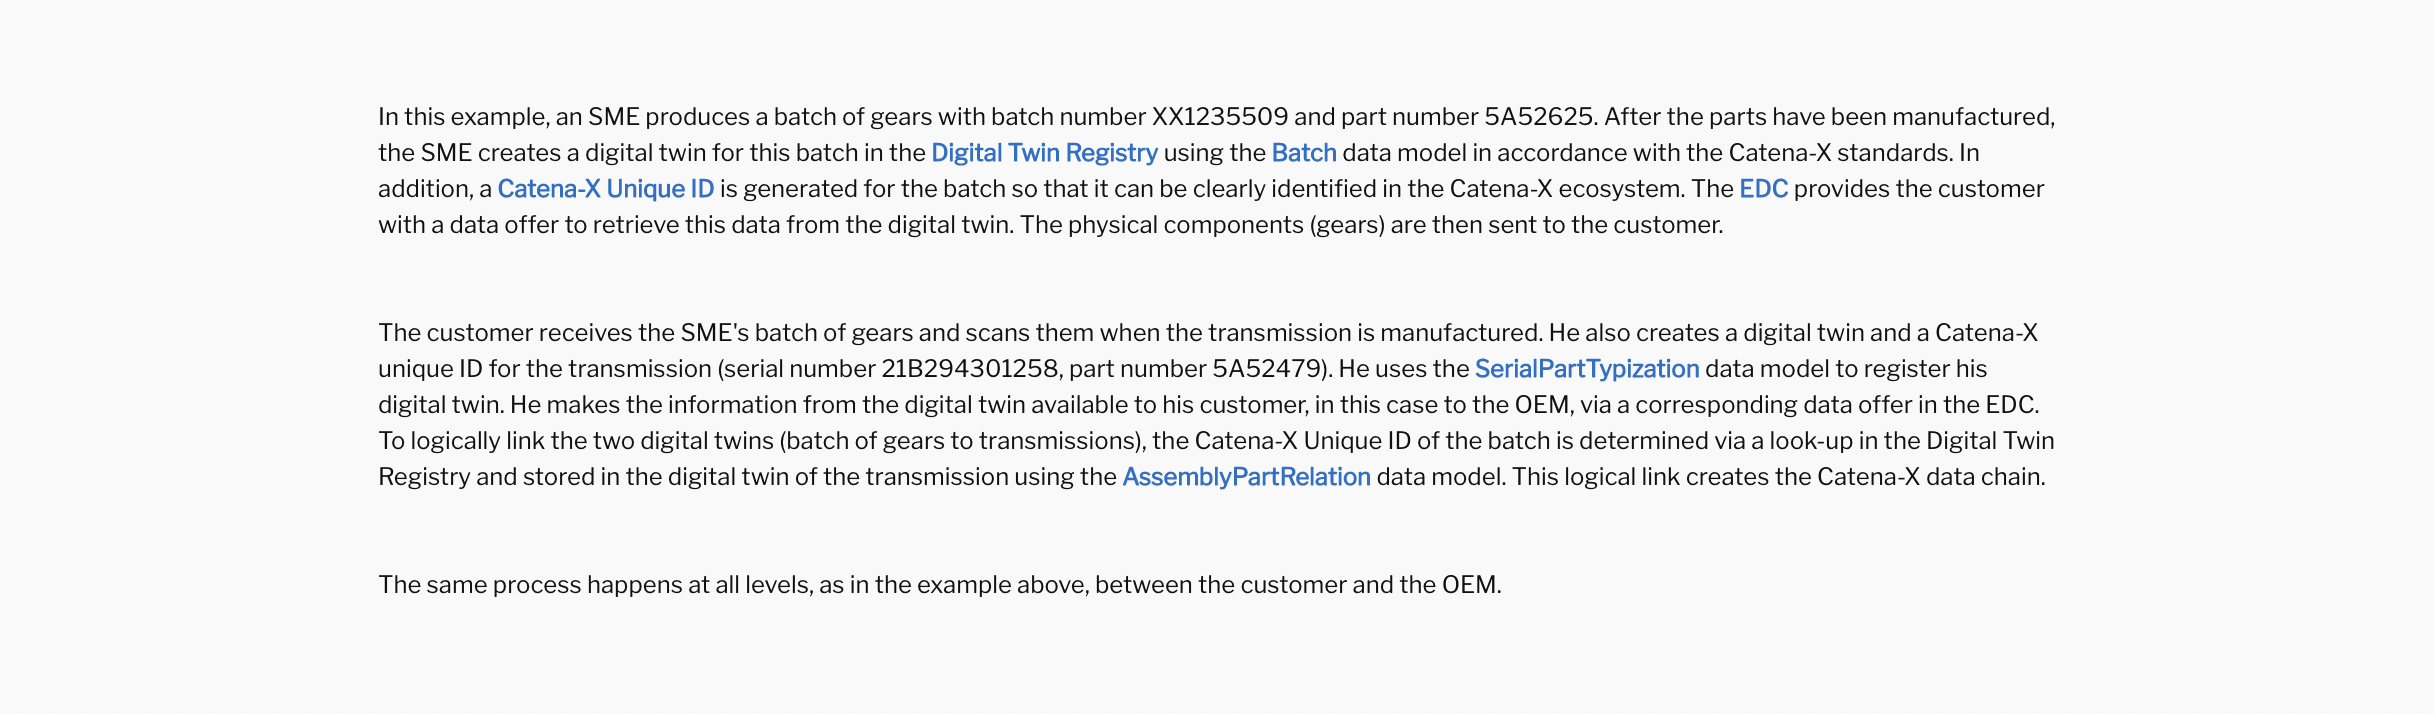 In this example, an SME produces a batch of gears with batch number XX1235509 and part number 5A52625. After the parts have been manufactured,
the SME creates a digital twin for this batch in the Digital Twin Registry using the Batch data model in accordance with the Catena-X standards. In
addition, a Catena-X Unique ID is generated for the batch so that it can be clearly identified in the Catena-X ecosystem. The EDC provides the customer
with a data offer to retrieve this data from the digital twin. The physical components (gears) are then sent to the customer.
The customer receives the SME's batch of gears and scans them when the transmission is manufactured. He also creates a digital twin and a Catena-X
unique ID for the transmission (serial number 21B294301258, part number 5A52479). He uses the SerialPartTypization data model to register his
digital twin. He makes the information from the digital twin available to his customer, in this case to the OEM, via a corresponding data offer in the EDC.
To logically link the two digital twins (batch of gears to transmissions), the Catena-X Unique ID of the batch is determined via a look-up in the Digital Twin
Registry and stored in the digital twin of the transmission using the AssemblyPartRelation data model. This logical link creates the Catena-X data chain.
The same process happens at all levels, as in the example above, between the customer and the OEM.